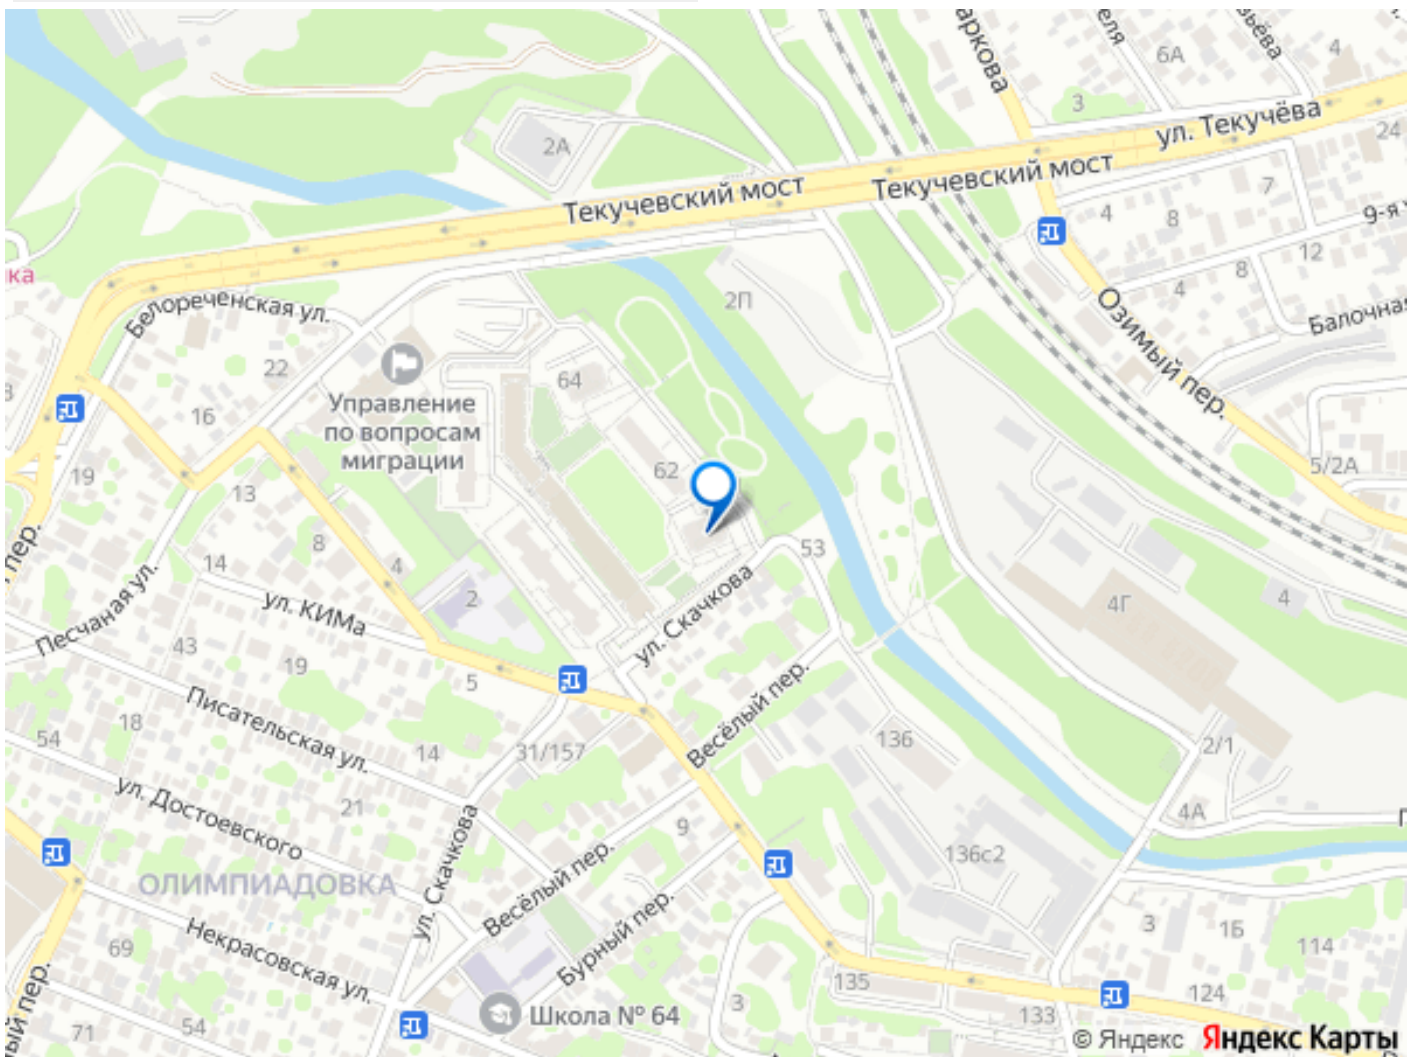 6А
4
3
ул. Текучёва
24
2А
Текучевский мост
Текучевский мост
7
4
8
9-я
12
8
4
ка
2П
Белореченская ул.
Озимый пер.
Балочная
22
64
Управление
по вопросам
миграции
16
62
19
13
5/2А
8
53
14
4
2
ул. КИМа
ул. Скачкова
4Г
4
Песчаная ул.
43
19
5
Писательская ул.
18
14
31/157
Весёлый пер.
136
2/1
54
ул. Достоевского
21
ул. Скачкова
9
4А
136с2
ОЛИМПИАДОВКА
Весёлый пер.
Некрасовская ул.
Бурный пер.
69
3
1Б
114
135
124
3
133
Школа № 64
71
54
© Яндекс Яндекс Карты